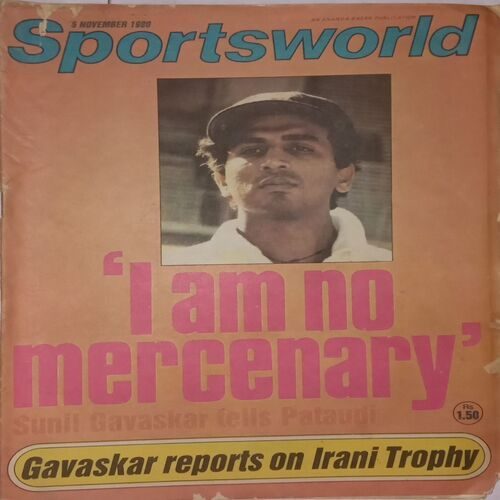 5 NOVEMBER 1980
AN ANANDA BAZAR PUBLICATION
Sportsworld
'I am no
mercenary'
Sunil Gavaskar tells Pataudi
Rs
1.50
Gavaskar reports on Irani Trophy